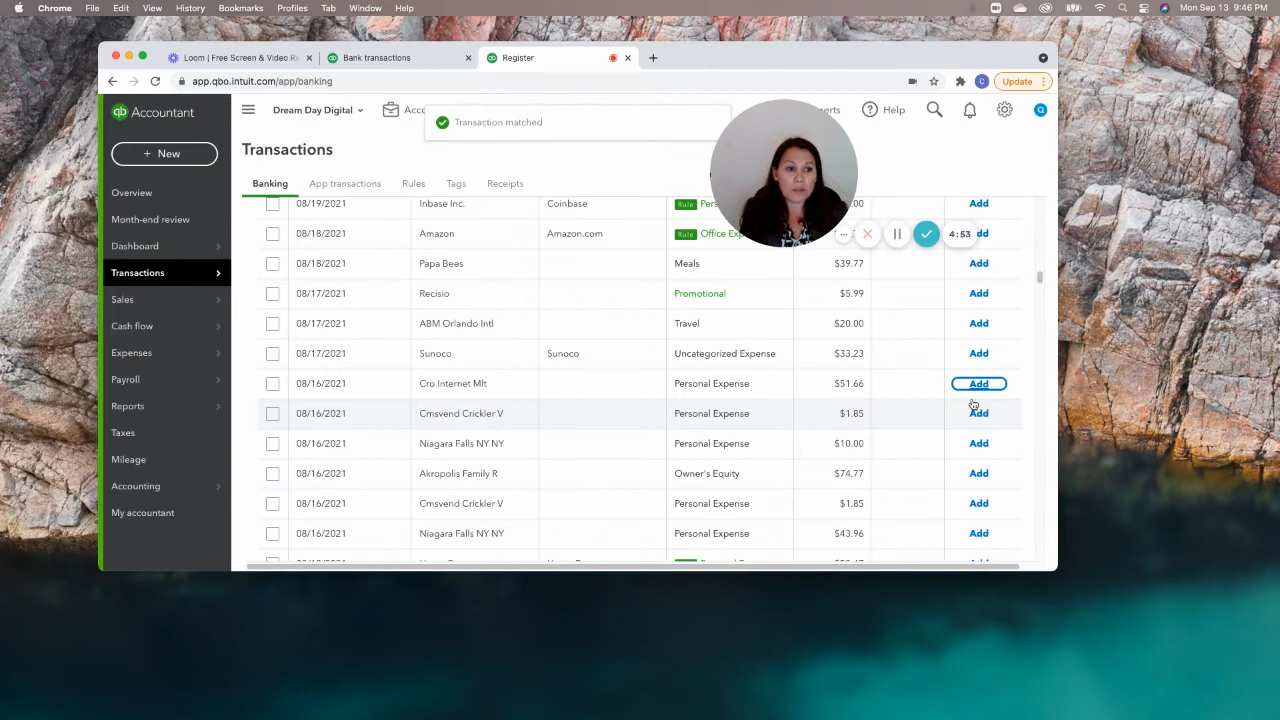 Chrome File Edit View History Bookmarks Profiles Tab Window Help Mon Sep 13 9:46 PM
Loom | Free Screen & Video Re Bank transactions Register
app.qbo.intuit.com/app/banking Update
qb Accountant Dream Day Digital Acco perts Help
Transaction matched
+ New
Transactions
Banking App transactions Rules Tags Receipts
Overview
Month-end review
Dashboard
Transactions
Sales
Cash flow
Expenses
Payroll
Reports
Taxes
Mileage
Accounting
My accountant
08/19/2021 Inbase Inc. Coinbase Rule Pers .00 Add
08/18/2021 Amazon Amazon.com Rule Office Exp dd
4:53
08/18/2021 Papa Bees Meals $39.77 Add
08/17/2021 Recisio Promotional $5.99 Add
08/17/2021 ABM Orlando Intl Travel $20.00 Add
08/17/2021 Sunoco Sunoco Uncategorized Expense $33.23 Add
08/16/2021 Cro Internet Mlt Personal Expense $51.66 Add
08/16/2021 Cmsvend Crickler V Personal Expense $1.85 Add
08/16/2021 Niagara Falls NY NY Personal Expense $10.00 Add
08/16/2021 Akropolis Family R Owner's Equity $74.77 Add
08/16/2021 Cmsvend Crickler V Personal Expense $1.85 Add
08/16/2021 Niagara Falls NY NY Personal Expense $43.96 Add